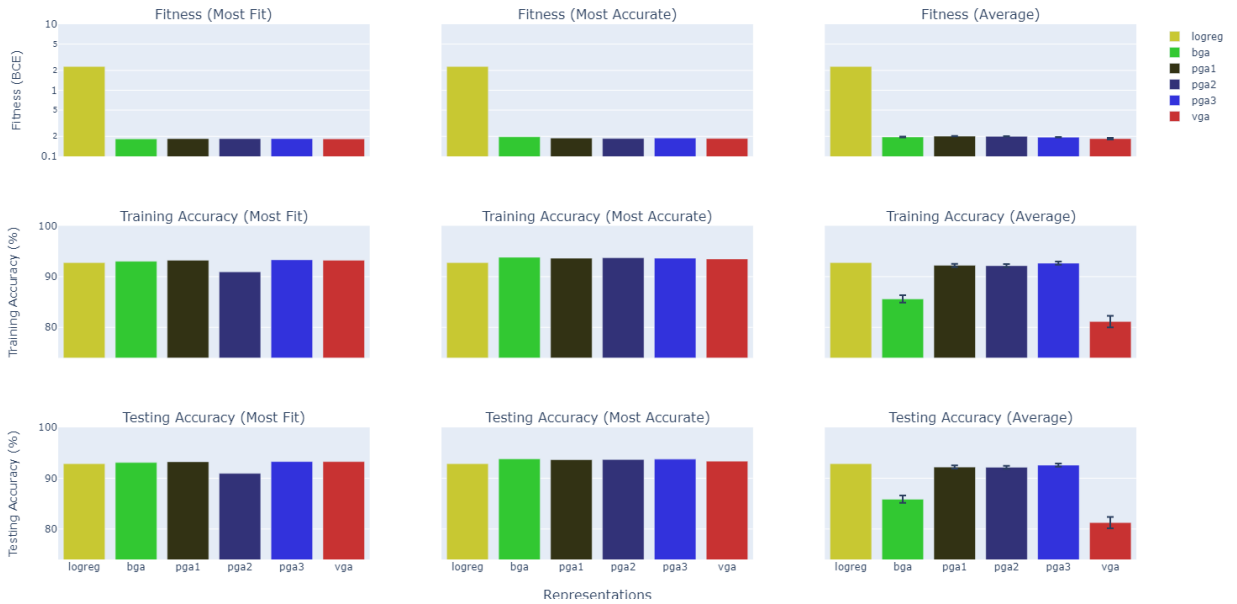 Fitness (Most Fit)
Fitness (Most Accurate)
Fitness (Average)
10
5
2
1
5
2
0.1
Fitness (BCE)
logreg
bga
pga1
pga2
pga3
vga
Training Accuracy (Most Fit)
Training Accuracy (Most Accurate)
Training Accuracy (Average)
100
90
80
Training Accuracy (%)
Testing Accuracy (Most Fit)
Testing Accuracy (Most Accurate)
Testing Accuracy (Average)
100
90
80
Testing Accuracy (%)
logreg bga pga1 pga2 pga3 vga
logreg bga pga1 pga2 pga3 vga
logreg bga pga1 pga2 pga3 vga
Representations